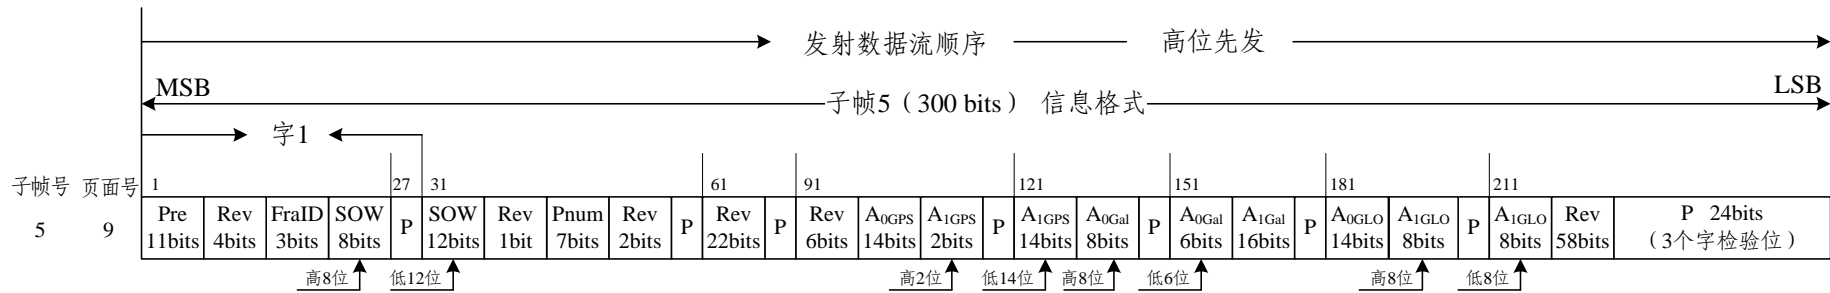 发射数据流顺序 高位先发
MSB LSB
子帧5（300 bits） 信息格式
字1
子帧号 页面号 1 27 31 61 91 121 151 181 211
5 9
Pre 11bits
Rev 4bits
FraID 3bits
SOW 8bits
P
SOW 12bits
Rev 1bit
Pnum 7bits
Rev 2bits
P
Rev 22bits
P
Rev 6bits
A0GPS 14bits
A1GPS 2bits
P
A1GPS 14bits
A0Gal 8bits
P
A0Gal 6bits
A1Gal 16bits
P
A0GLO 14bits
A1GLO 8bits
P
A1GLO 8bits
Rev 58bits
P 24bits
（3个字检验位）
高8位 低12位 高2位 低14位 高8位 低6位 高8位 低8位